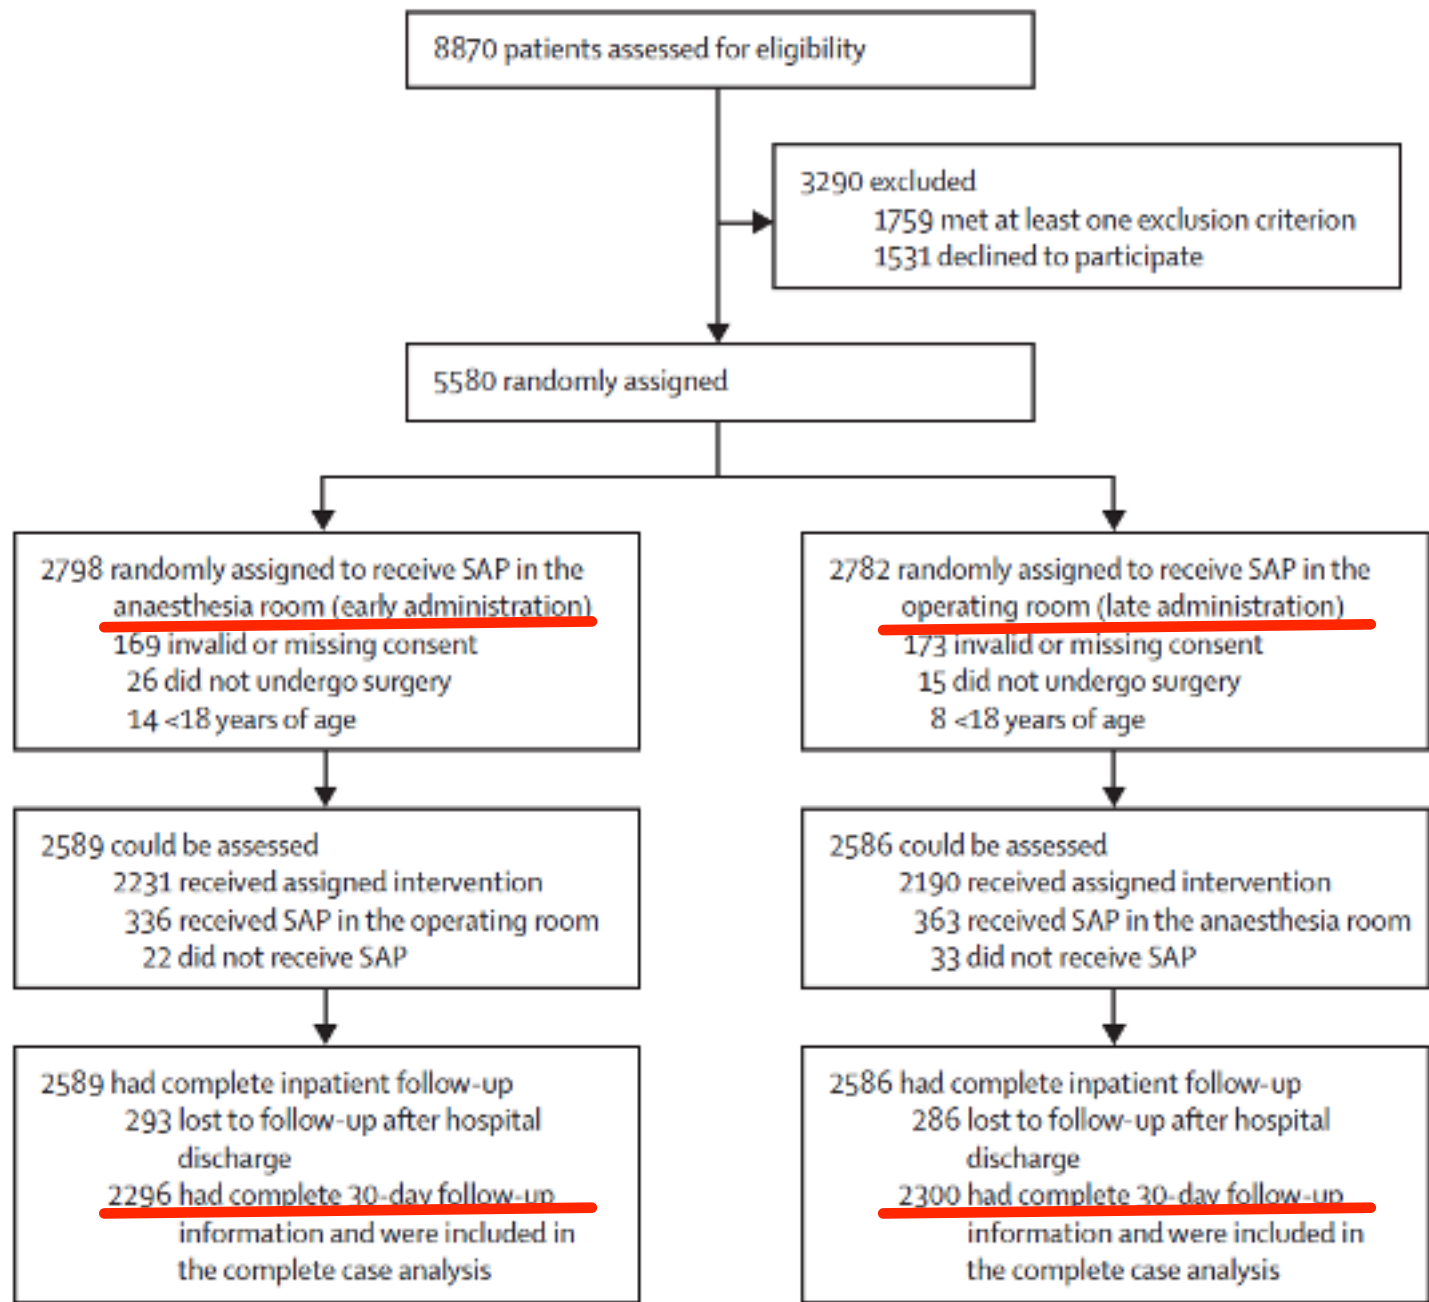 8870 patients assessed for eligibility
3290 excluded
1759 met at least one exclusion criterion
1531 declined to participate
5580 randomly assigned
2798 randomly assigned to receive SAP in the
anaesthesia room (early administration)
169 invalid or missing consent
26 did not undergo surgery
14 <18 years of age
2782 randomly assigned to receive SAP in the
operating room (late administration)
173 invalid or missing consent
15 did not undergo surgery
8 <18 years of age
2589 could be assessed
2231 received assigned intervention
336 received SAP in the operating room
22 did not receive SAP
2586 could be assessed
2190 received assigned intervention
363 received SAP in the anaesthesia room
33 did not receive SAP
2589 had complete inpatient follow-up
293 lost to follow-up after hospital
discharge
2296 had complete 30-day follow-up
information and were included in
the complete case analysis
2586 had complete inpatient follow-up
286 lost to follow-up after hospital
discharge
2300 had complete 30-day follow-up
information and were included in
the complete case analysis